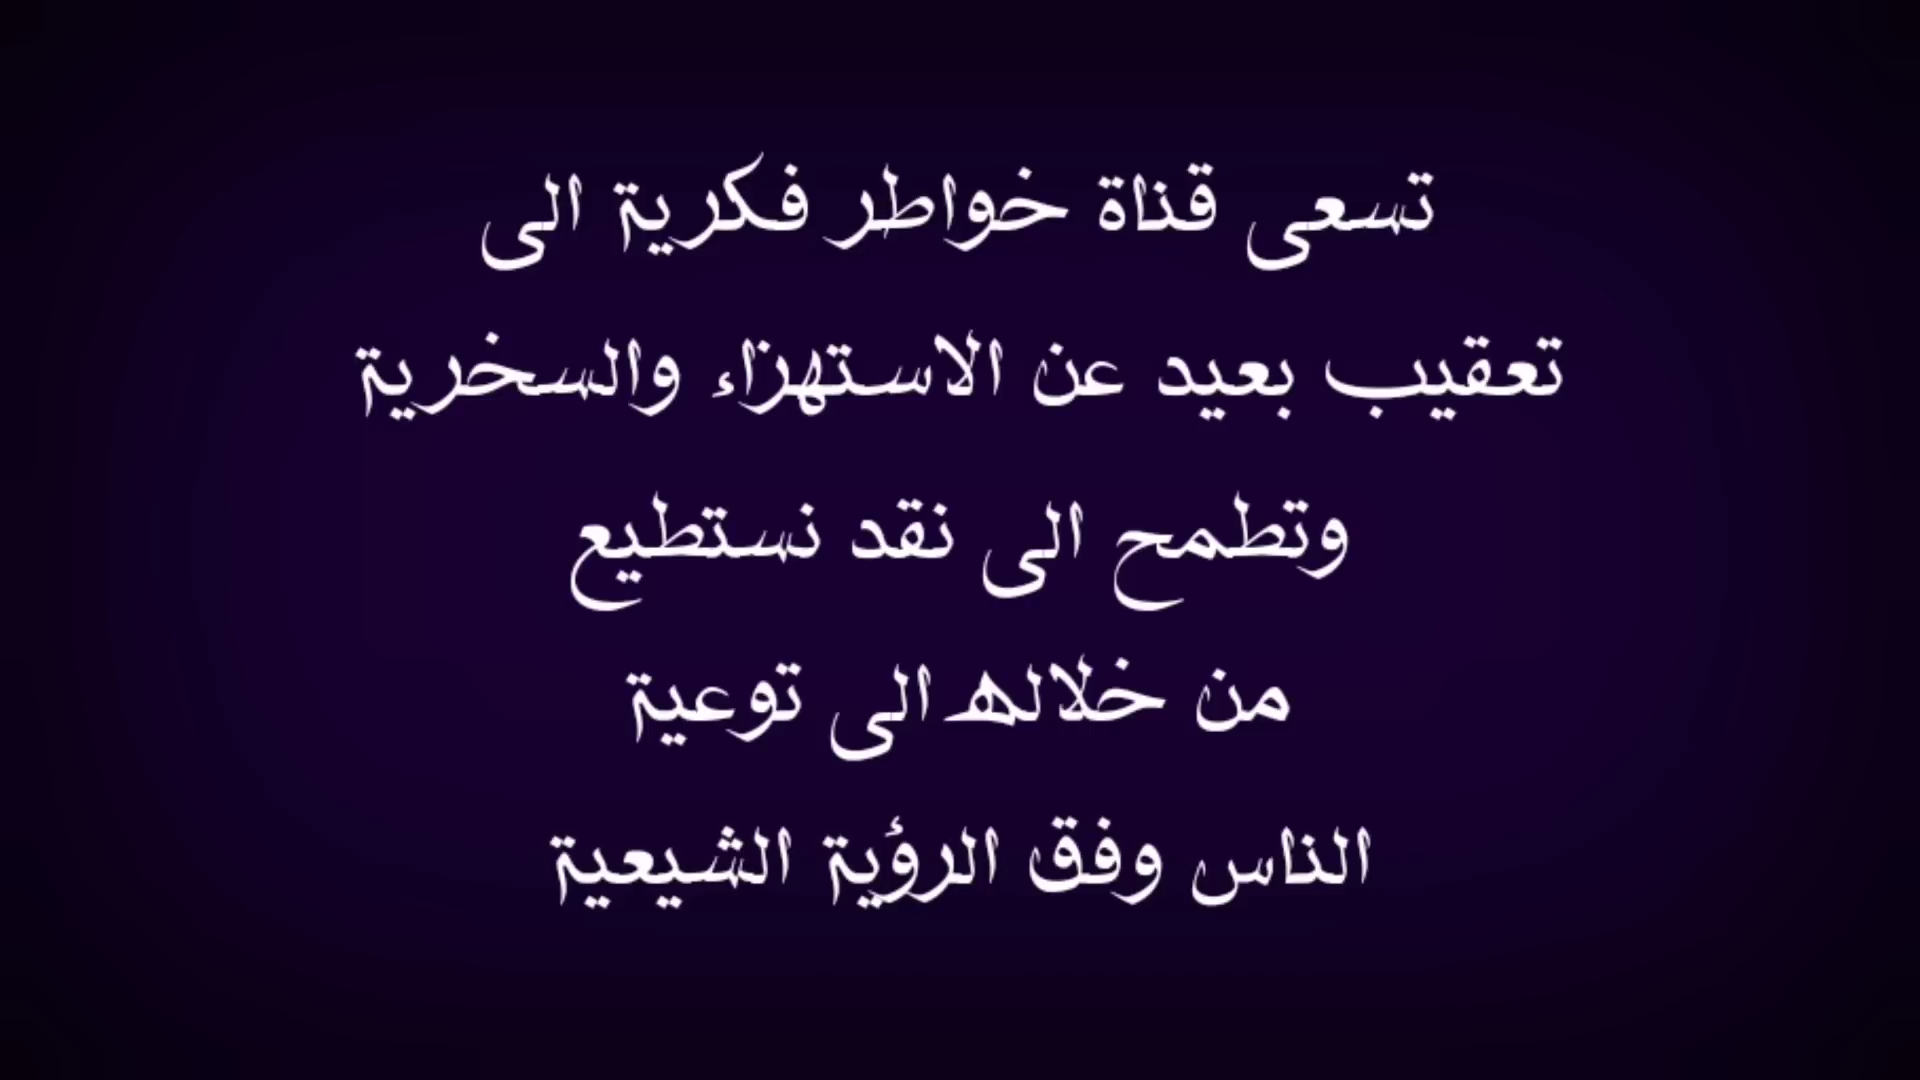 تسعى قناة خواطر فكرية الى
تعقيب بعيد عن الاستهزاء والسخرية
وتطمح الى نقد نستطيع
من خلاله الى توعية
الناس وفق الرؤية الشيعية